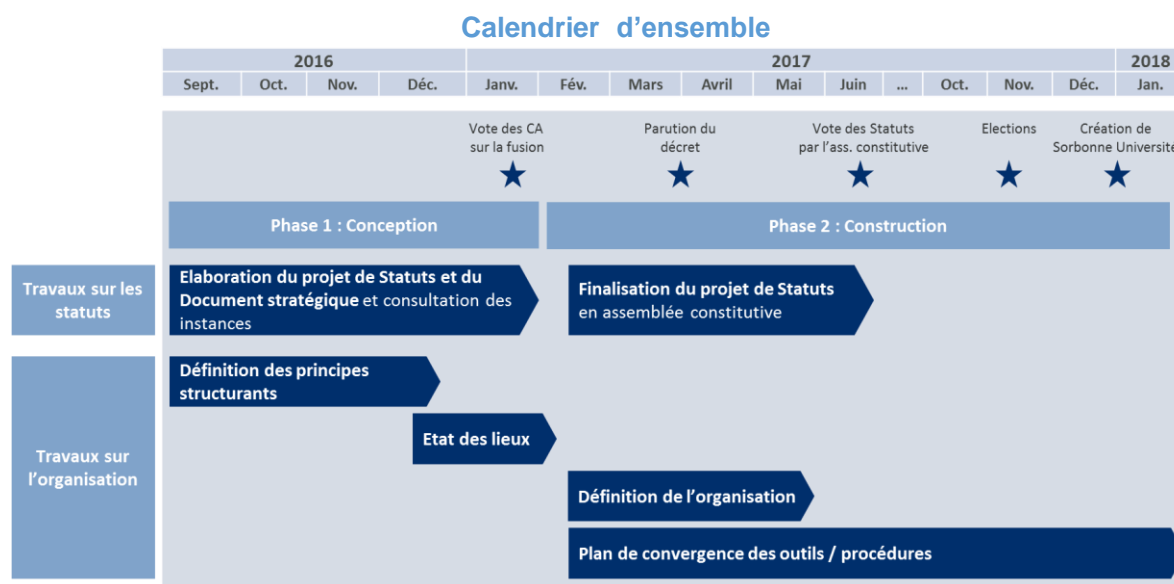 Calendrier d’ensemble
2016 2017 2018
Sept. Oct. Nov. Déc. Janv. Fév. Mars Avril Mai Juin ... Oct. Nov. Déc. Jan.
Vote des CA
sur la fusion
Parution du
décret
Vote des Statuts
par l’ass. constitutive
Elections
Création de
Sorbonne Université
Phase 1 : Conception
Phase 2 : Construction
Travaux sur les
statuts
Elaboration du projet de Statuts et du
Document stratégique et consultation des
instances
Finalisation du projet de Statuts
en assemblée constitutive
Travaux sur
l’organisation
Définition des principes
structurants
Etat des lieux
Définition de l’organisation
Plan de convergence des outils / procédures